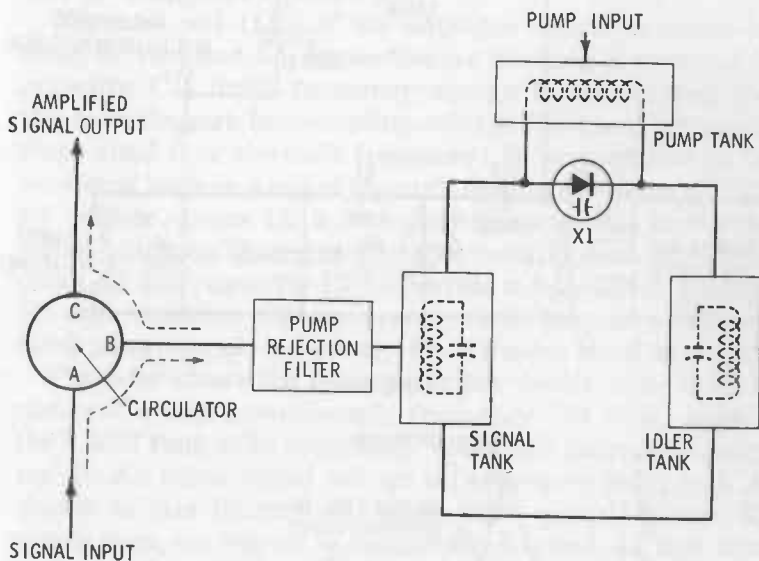 PUMP INPUT
AMPLIFIED
SIGNAL OUTPUT
PUMP TANK
X1
C
B
A
PUMP
REJECTION
FILTER
CIRCULATOR
SIGNAL
TANK
IDLER
TANK
SIGNAL INPUT